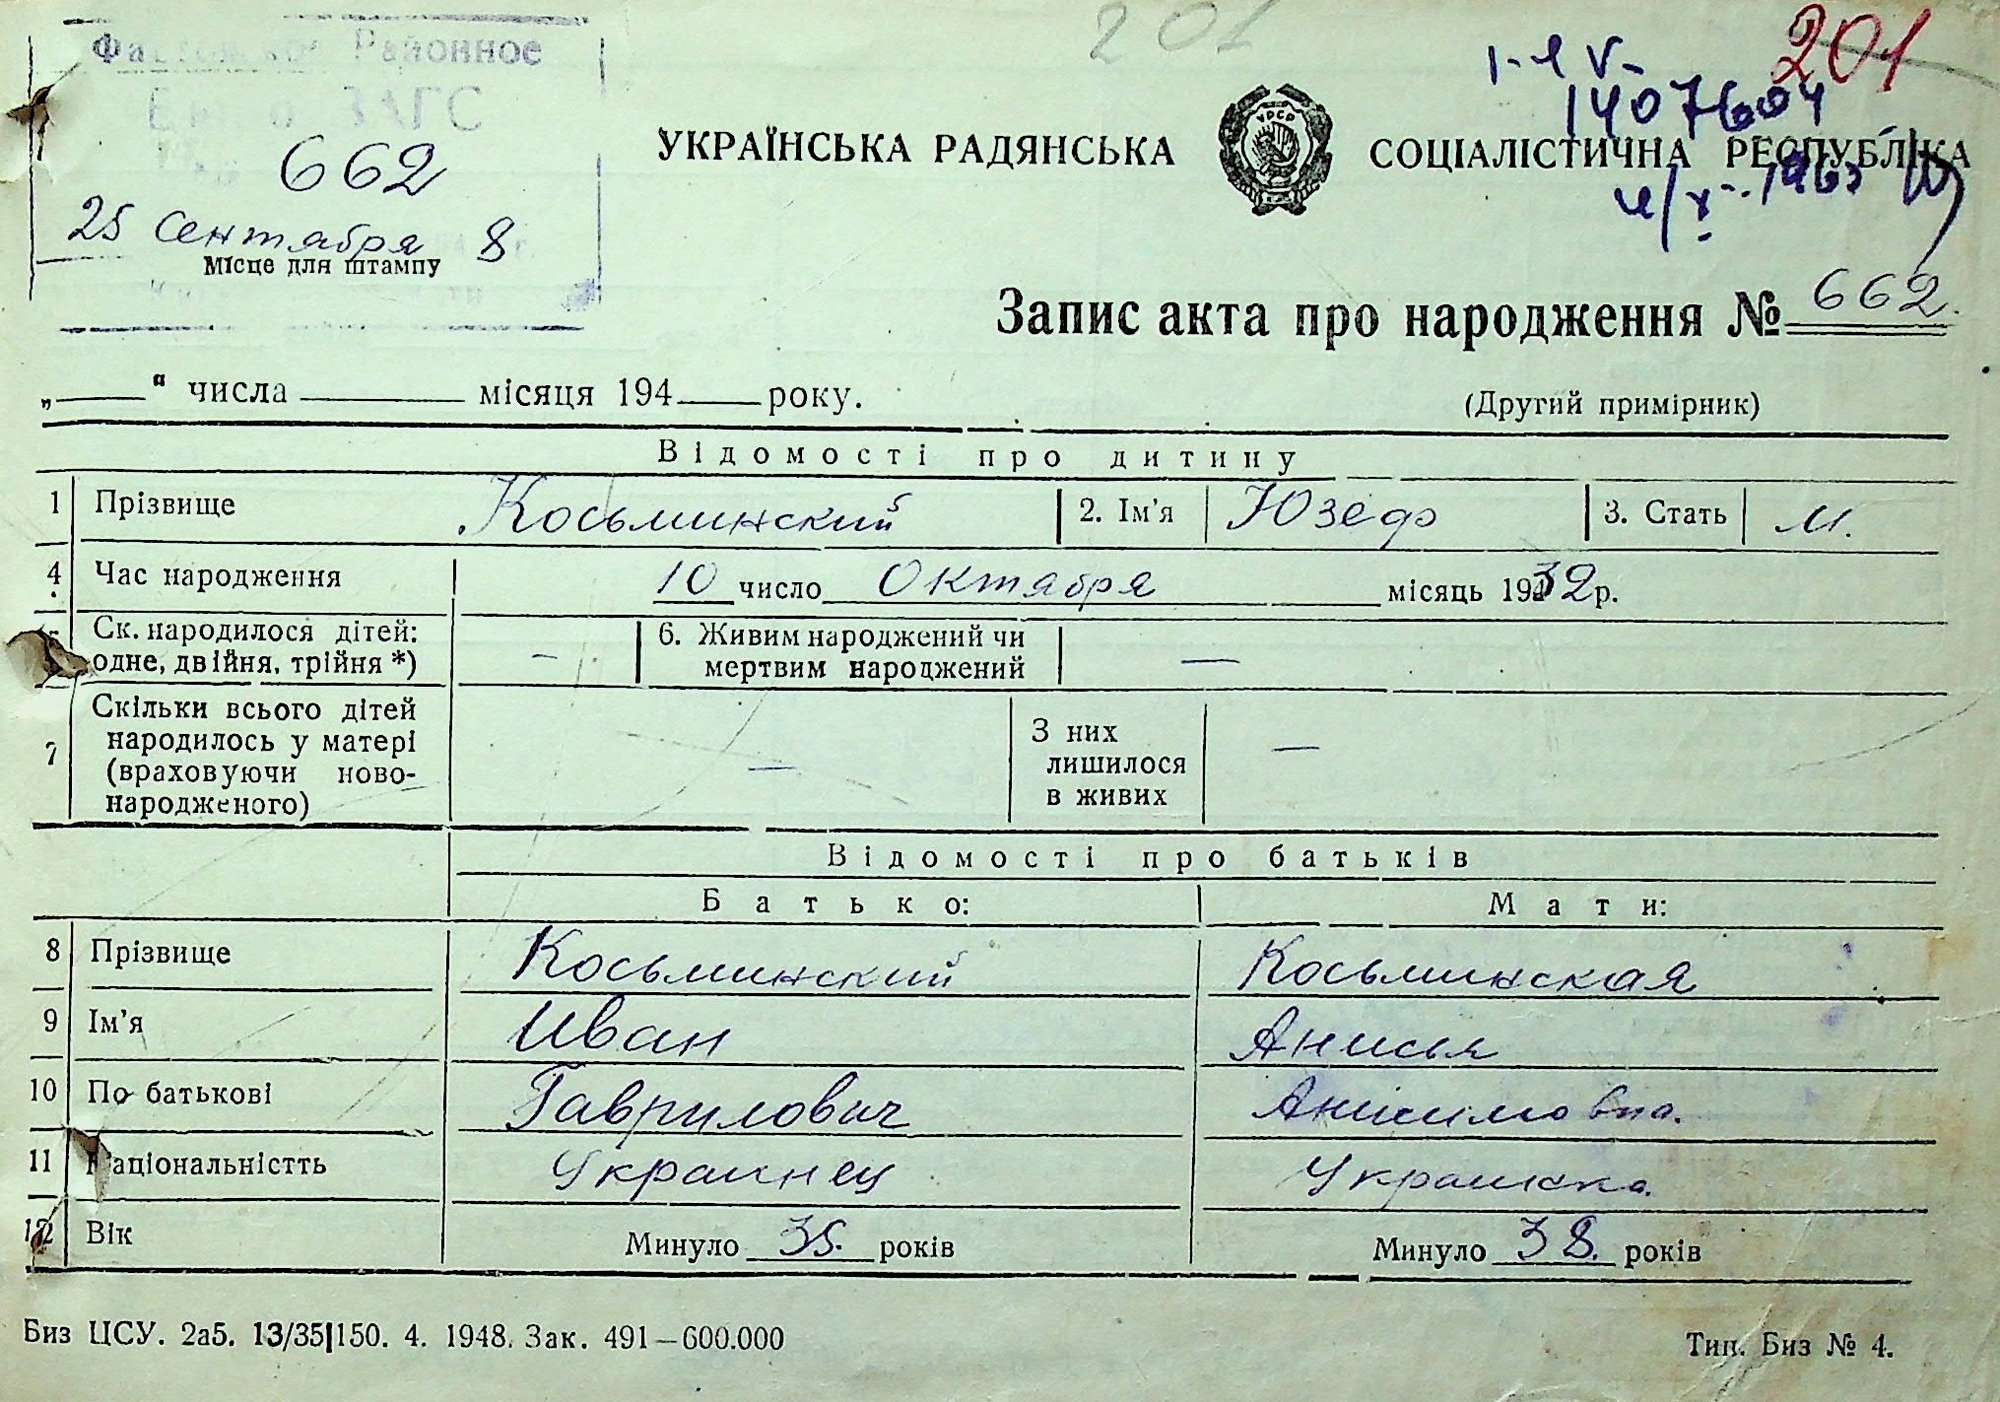 201
201
1-ЧV-
1407604
Районное
ЗАГС
662
25 Сентября 8
Місце для штампу
УКРАЇНСЬКА РАДЯНСЬКА СОЦІАЛІСТИЧНА РЕСПУБЛІКА
УРСР
Запис акта про народження № 662.
„ “ числа місяця 194 року.
(Другий примірник)
Відомості про дитину
1 Прізвище Косьминский 2. Ім'я Юзеф 3. Стать М.
4 Час народження 10 число Октября місяць 1932 р.
Ск. народилося дітей: – 6. Живим народжений чи —
одне, двійня, трійня *) мертвим народжений
7 Скільки всього дітей — З них —
народилось у матері лишилося
(враховуючи ново- в живих
народженого)
Відомості про батьків
Батько: Мати:
8 Прізвище Косьминский Косьминская
9 Ім'я Иван Анисья
10 По батькові Гаврилович Анисимовна.
11 Національністть Украинец Украинка.
12 Вік Минуло 35. років Минуло 38. років
Биз ЦСУ. 2а5. 13/35|150. 4. 1948. Зак. 491—600.000 Тип. Биз № 4.